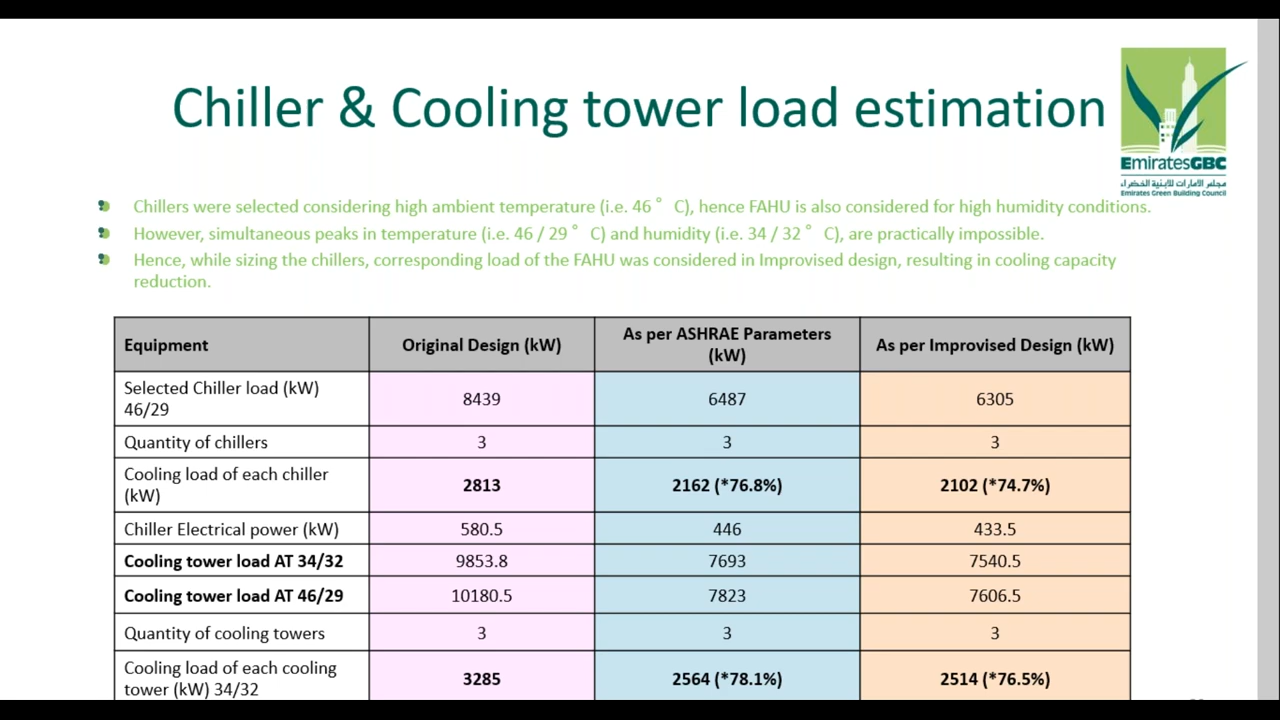 Chiller & Cooling tower load estimation
EmiratesGBC
مجلس الامارات للأبنية الخضراء
Emirates Green Building Council
Chillers were selected considering high ambient temperature (i.e. 46 ° C), hence FAHU is also considered for high humidity conditions.
However, simultaneous peaks in temperature (i.e. 46 / 29 ° C) and humidity (i.e. 34 / 32 ° C), are practically impossible.
Hence, while sizing the chillers, corresponding load of the FAHU was considered in Improvised design, resulting in cooling capacity
reduction.
Equipment Original Design (kW) As per ASHRAE Parameters (kW) As per Improvised Design (kW)
Selected Chiller load (kW) 46/29 8439 6487 6305
Quantity of chillers 3 3 3
Cooling load of each chiller (kW) 2813 2162 (*76.8%) 2102 (*74.7%)
Chiller Electrical power (kW) 580.5 446 433.5
Cooling tower load AT 34/32 9853.8 7693 7540.5
Cooling tower load AT 46/29 10180.5 7823 7606.5
Quantity of cooling towers 3 3 3
Cooling load of each cooling tower (kW) 34/32 3285 2564 (*78.1%) 2514 (*76.5%)